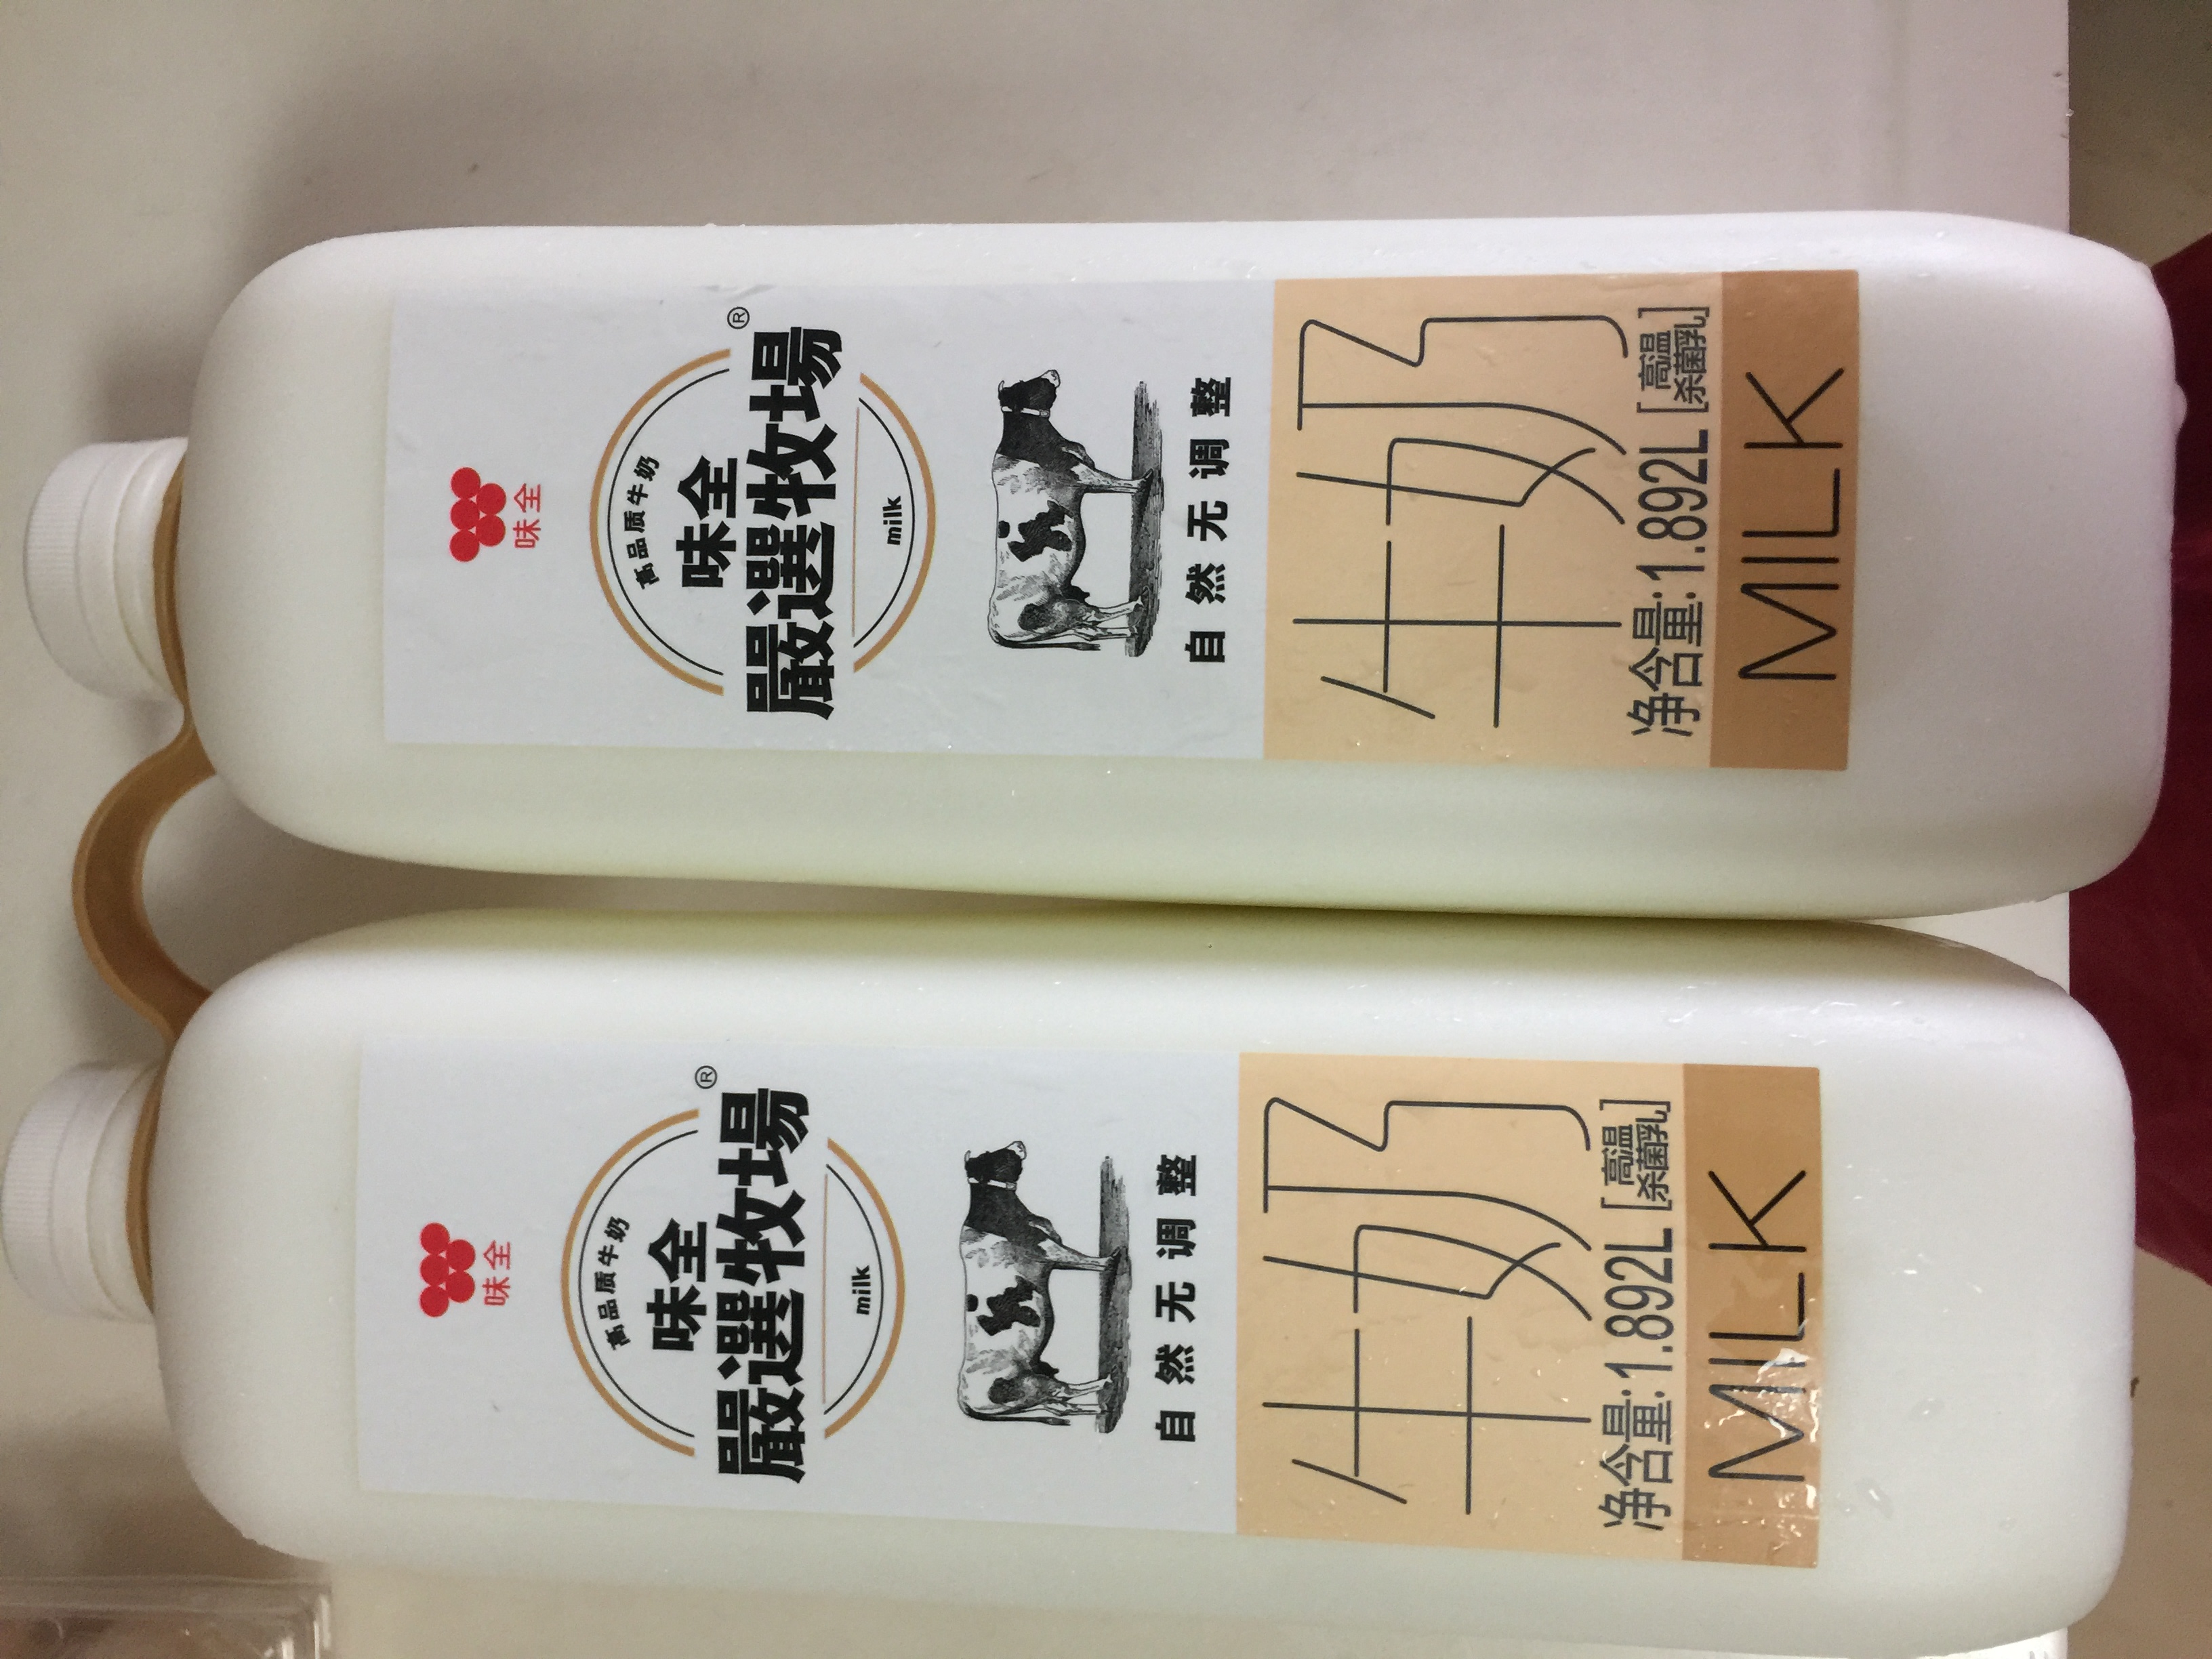 味全
高品质牛奶
味全
嚴選牧場®
milk
自然无调整
牛奶
净含量:1.892L [高温
杀菌乳]
MILK
味全
高品质牛奶
味全
嚴選牧場®
milk
自然无调整
牛奶
净含量:1.892L [高温
杀菌乳]
MILK